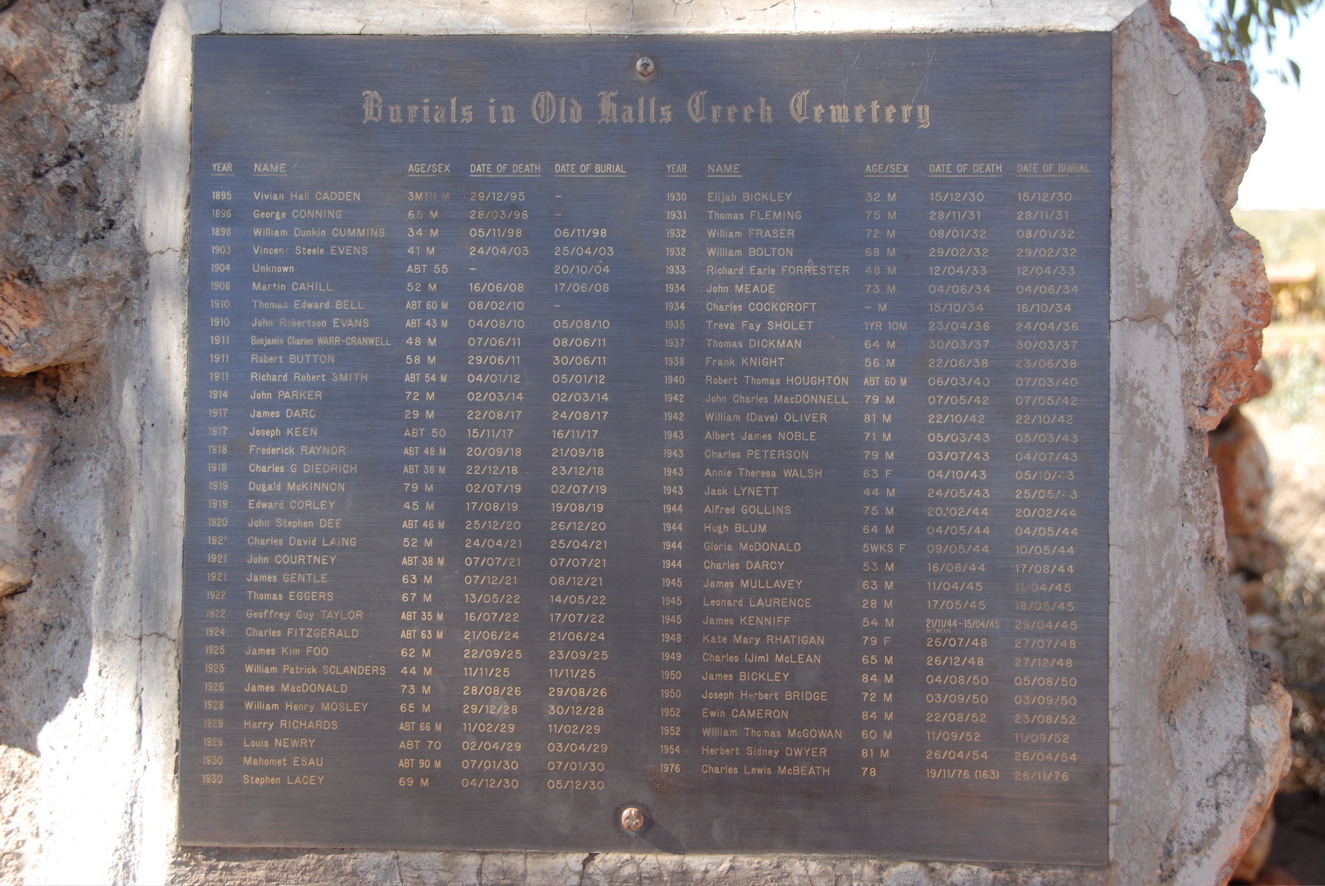 Burials in Old Halls Creek Cemetery
YEAR NAME AGE/SEX DATE OF DEATH DATE OF BURIAL
1895 Vivian Hall CADDEN 3MTH M 29/12/95 –
1896 George CONNING 65 M 28/03/96 –
1898 William Dunkin CUMMINS 34 M 05/11/98 06/11/98
1903 Vincent Steele EVENS 41 M 24/04/03 25/04/03
1904 Unknown ABT 55 – 20/10/04
1908 Martin CAHILL 52 M 16/06/08 17/06/08
1910 Thomas Edward BELL ABT 60 M 08/02/10 –
1910 John Robertson EVANS ABT 43 M 04/08/10 05/08/10
1911 Benjamin Charles WARR-CRANWELL 48 M 07/06/11 08/06/11
1911 Robert BUTTON 58 M 29/06/11 30/06/11
1911 Richard Robert SMITH ABT 54 M 04/01/12 05/01/12
1914 John PARKER 72 M 02/03/14 02/03/14
1917 James DARC 29 M 22/08/17 24/08/17
1917 Joseph KEEN ABT 50 15/11/17 16/11/17
1918 Frederick RAYNOR ABT 48 M 20/09/18 21/09/18
1918 Charles G DIEDRICH ABT 38 M 22/12/18 23/12/18
1919 Dugald McKINNON 79 M 02/07/19 02/07/19
1919 Edward CORLEY 45 M 17/08/19 19/08/19
1920 John Stephen DEE ABT 46 M 25/12/20 26/12/20
Charles David LAING 52 M 24/04/21 25/04/21
1921 John COURTNEY ABT 38 M 07/07/21 07/07/21
1921 James GENTLE 63 M 07/12/21 08/12/21
1922 Thomas EGGERS 67 M 13/05/22 14/05/22
1922 Geoffrey Guy TAYLOR ABT 35 M 16/07/22 17/07/22
1924 Charles FITZGERALD ABT 63 M 21/06/24 21/06/24
1925 James Kim FOO 62 M 22/09/25 23/09/25
1925 William Patrick SCLANDERS 44 M 11/11/25 11/11/25
1926 James MacDONALD 73 M 28/08/26 29/08/26
1928 William Henry MOSLEY 65 M 29/12/28 30/12/28
1929 Harry RICHARDS ABT 66 M 11/02/29 11/02/29
1929 Louis NEWRY ABT 70 02/04/29 03/04/29
1930 Mahomet ESAU ABT 90 M 07/01/30 07/01/30
1930 Stephen LACEY 69 M 04/12/30 05/12/30
YEAR NAME AGE/SEX DATE OF DEATH DATE OF BURIAL
1930 Elijah BICKLEY 32 M 15/12/30 15/12/30
1931 Thomas FLEMING 75 M 28/11/31 28/11/31
1932 William FRASER 72 M 08/01/32 08/01/32
1932 William BOLTON 68 M 29/02/32 29/02/32
1933 Richard Earle FORRESTER 48 M 12/04/33 12/04/33
1934 John MEADE 73 M 04/06/34 04/06/34
1934 Charles COCKCROFT – M 15/10/34 16/10/34
1935 Treva Fay SHOLET 1YR 10M 23/04/36 24/04/36
1937 Thomas DICKMAN 64 M 30/03/37 30/03/37
1938 Frank KNIGHT 56 M 22/06/38 23/06/38
1940 Robert Thomas HOUGHTON ABT 60 M 06/03/40 07/03/40
1942 John Charles MacDONNELL 79 M 07/05/42 07/05/42
1942 William (Dave) OLIVER 81 M 22/10/42 22/10/42
1943 Albert James NOBLE 71 M 05/03/43 05/03/43
1943 Charles PETERSON 79 M 03/07/43 04/07/43
1943 Annie Theresa WALSH 63 F 04/10/43 05/10/43
1943 Jack LYNETT 44 M 24/05/43 25/05/43
1944 Alfred GOLLINS 75 M 20/02/44 20/02/44
1944 Hugh BLUM 64 M 04/05/44 04/05/44
1944 Gloria McDONALD 5WKS F 09/05/44 10/05/44
1944 Charles DARCY 53 M 16/08/44 17/08/44
1945 James MULLAVEY 63 M 11/04/45 11/04/45
1945 Leonard LAURENCE 28 M 17/05/45 18/05/45
1945 James KENNIFF 54 M 21/11/44 - 15/04/45 29/04/45
1948 Kate Mary RHATIGAN 79 F 26/07/48 27/07/48
1949 Charles (Jim) McLEAN 65 M 26/12/48 27/12/48
1950 James BICKLEY 84 M 04/08/50 05/08/50
1950 Joseph Herbert BRIDGE 72 M 03/09/50 03/09/50
1952 Ewin CAMERON 84 M 22/08/52 23/08/52
1952 William Thomas McGOWAN 60 M 11/09/52 11/09/52
1954 Herbert Sidney DWYER 81 M 26/04/54 26/04/54
1976 Charles Lewis McBEATH 78 19/11/76 (163) 26/11/76